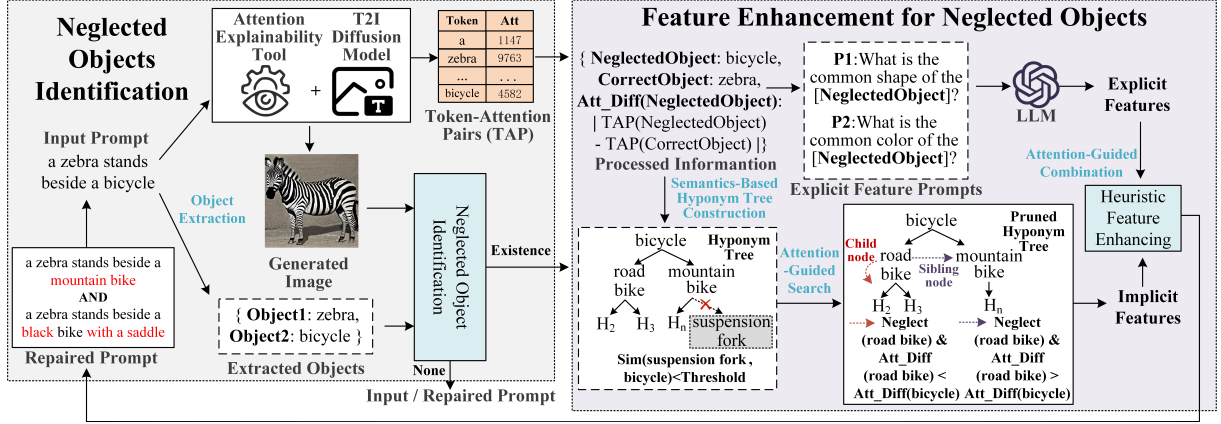 Neglected
Objects
Identification
Attention
Explainability
Tool
+
T2I
Diffusion
Model
T
Token Att
a 1147
zebra 9763
... ...
bicycle 4582
Token-Attention
Pairs (TAP)
Input Prompt
a zebra stands
beside a bicycle
Object
Extraction
Generated
Image
{ Object1: zebra,
Object2: bicycle }
Extracted Objects
Neglected Object
Identification
Existence
None
Input / Repaired Prompt
a zebra stands beside a
mountain bike
AND
a zebra stands beside a
black bike with a saddle
Repaired Prompt
Feature Enhancement for Neglected Objects
{ NeglectedObject: bicycle,
CorrectObject: zebra,
Att_Diff(NeglectedObject):
| TAP(NeglectedObject)
- TAP(CorrectObject) |}
Processed Informantion
P1:What is the
common shape of the
[NeglectedObject]?
P2:What is the
common color of the
[NeglectedObject]?
Explicit Feature Prompts
LLM
Explicit
Features
Attention-Guided
Combination
Heuristic
Feature
Enhancing
Implicit
Features
Semantics-Based
Hyponym Tree
Construction
Hyponym
Tree
bicycle
road
bike
mountain
bike
H2 H3 Hn
suspension
fork
Sim(suspension fork,
bicycle)<Threshold
Attention
-Guided
Search
Pruned
Hyponym
Tree
bicycle
Child
node
road
bike
Sibling
node
mountain
bike
H2 H3 Hn
Neglect
(road bike) &
Att_Diff
(road bike) <
Att_Diff(bicycle)
Neglect
(road bike) &
Att_Diff
(road bike) >
Att_Diff(bicycle)